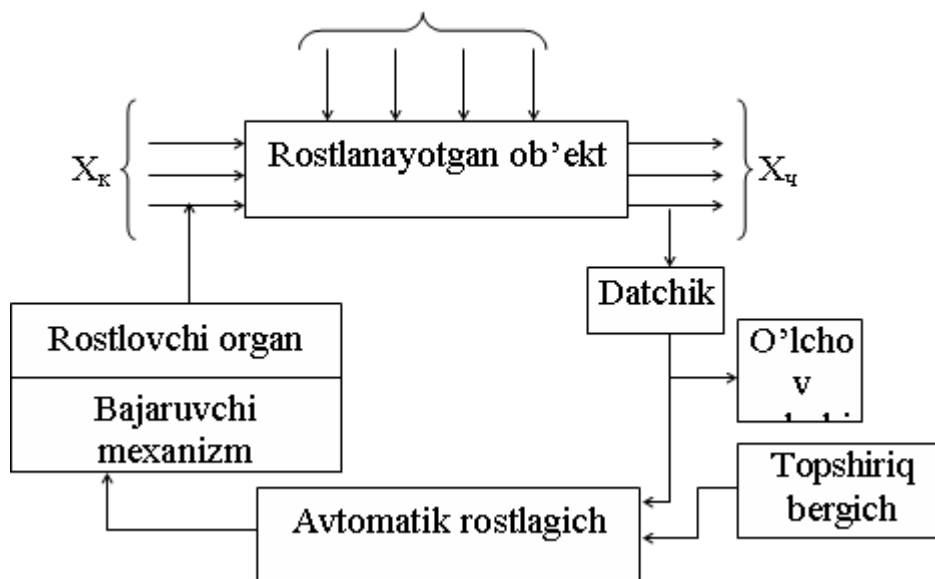 Rostlanayotgan ob’ekt
Xк
Xч
Datchik
Rostlovchi organ
O’lcho
v
Bajaruvchi
mexanizm
Topshiriq
bergich
Avtomatik rostlagich